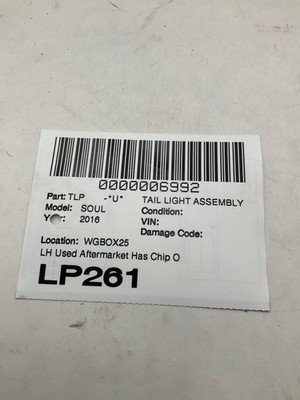 0000006992
Part: TLP -"U" TAIL LIGHT ASSEMBLY
Model: SOUL Condition:
Year: 2016 VIN:
Damage Code:
Location: WGBOX25
LH Used Aftermarket Has Chip O
LP261